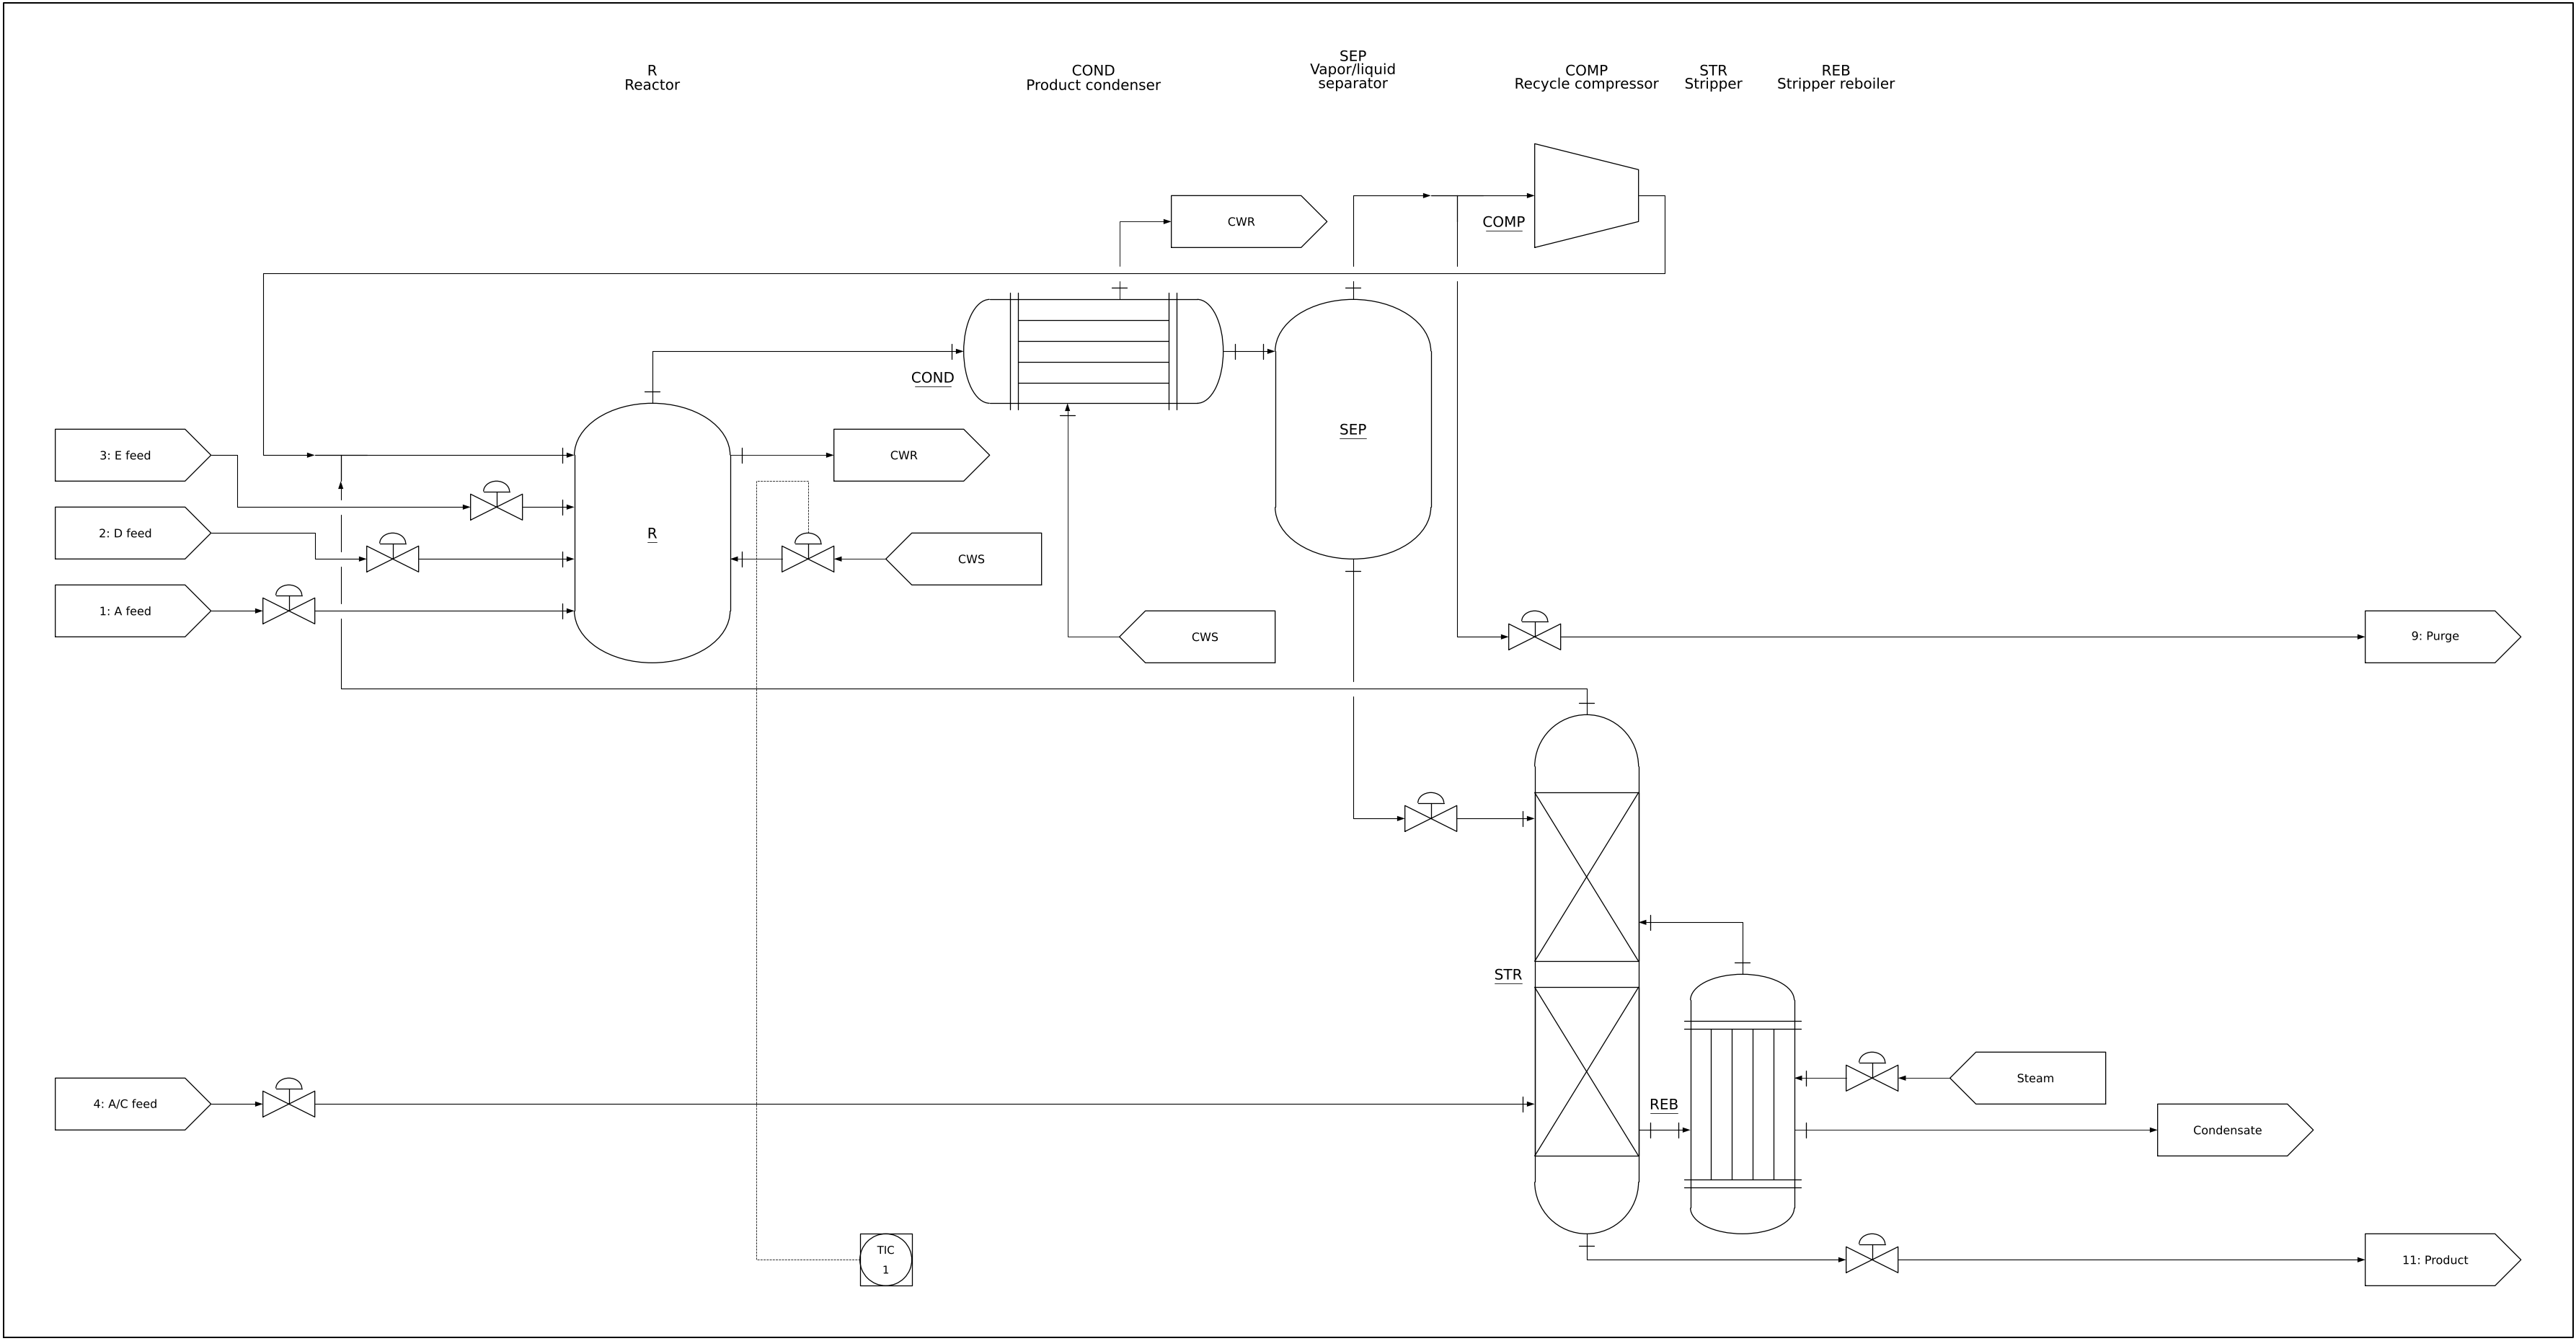 R
Reactor
COND
Product condenser
SEP
Vapor/liquid
separator
COMP
Recycle compressor
STR
Stripper
REB
Stripper reboiler
CWR
COMP
COND
SEP
3: E feed
CWR
2: D feed
R
CWS
1: A feed
CWS
9: Purge
STR
4: A/C feed
REB
Steam
Condensate
TIC
1
11: Product